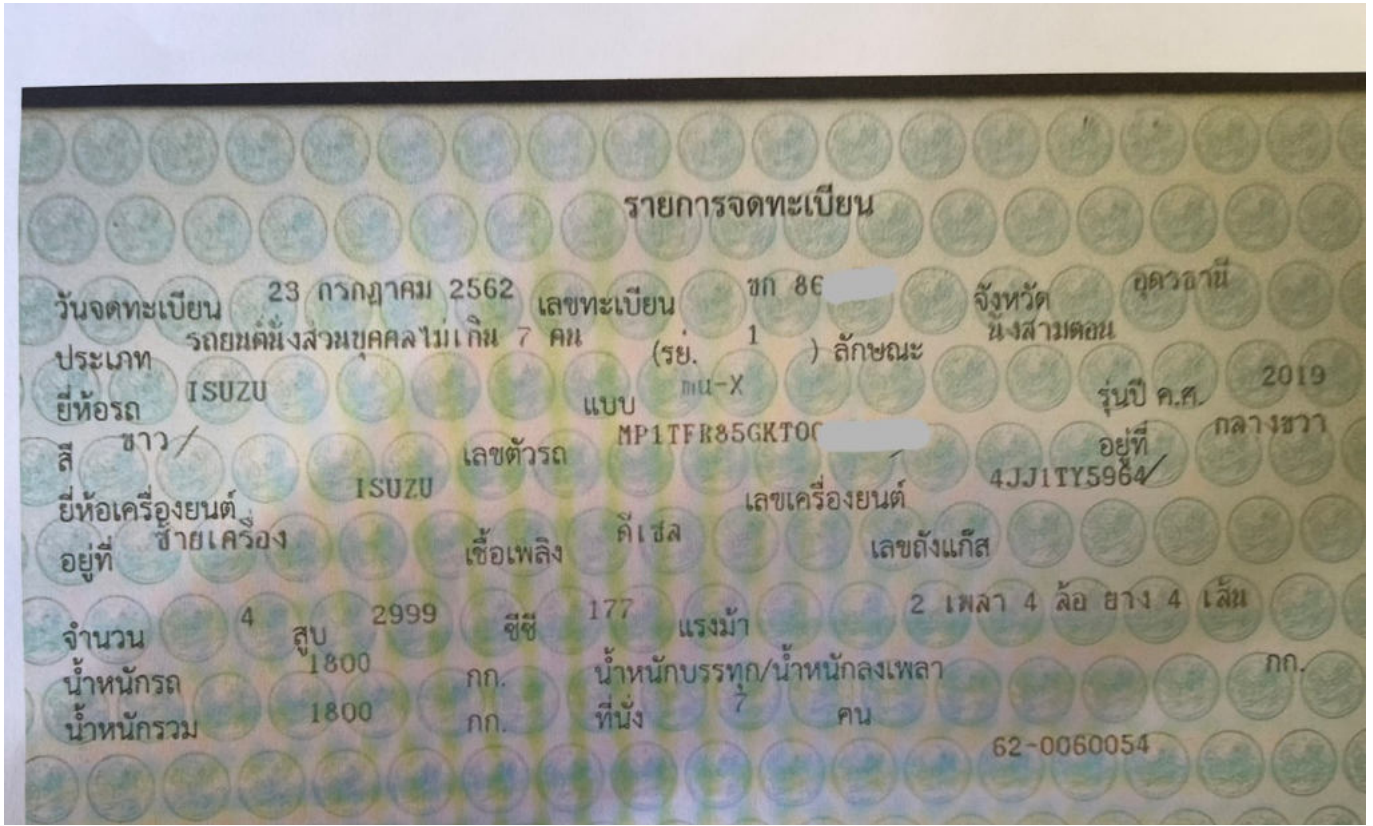 รายการจดทะเบียน
วันจดทะเบียน 23 กรกฎาคม 2562 เลขทะเบียน ขก 86 จังหวัด อุดรธานี
ประเภท รถยนต์นั่งส่วนบุคคลไม่เกิน 7 คน (รย. 1 ) ลักษณะ นั่งสามตอน
ยี่ห้อรถ ISUZU แบบ mu-X รุ่นปี ค.ศ. 2019
สี ขาว/ เลขตัวรถ MP1TFR85GKT00 อยู่ที่ กลางขวา
ยี่ห้อเครื่องยนต์ ISUZU เลขเครื่องยนต์ 4JJ1TY5964/
อยู่ที่ ซ้ายเครื่อง เชื้อเพลิง ดีเซล เลขถังแก๊ส
จำนวน 4 สูบ 2999 ซีซี 177 แรงม้า 2 เพลา 4 ล้อ ยาง 4 เส้น
น้ำหนักรถ 1800 กก. น้ำหนักบรรทุก/น้ำหนักลงเพลา กก.
น้ำหนักรวม 1800 กก. ที่นั่ง 7 คน
62-0060054